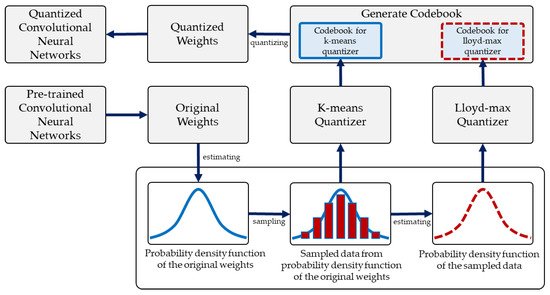 Quantized
Convolutional
Neural
Networks
Quantized
Weights
quantizing
Generate Codebook
Codebook for
k-means
quantizer
Codebook for
lloyd-max
quantizer
Pre-trained
Convolutional
Neural
Networks
Original
Weights
K-means
Quantizer
Lloyd-max
Quantizer
estimating
sampling
estimating
Probability density function
of the original weights
Sampled data from
probability density function
of the original weights
Probability density function
of the sampled data